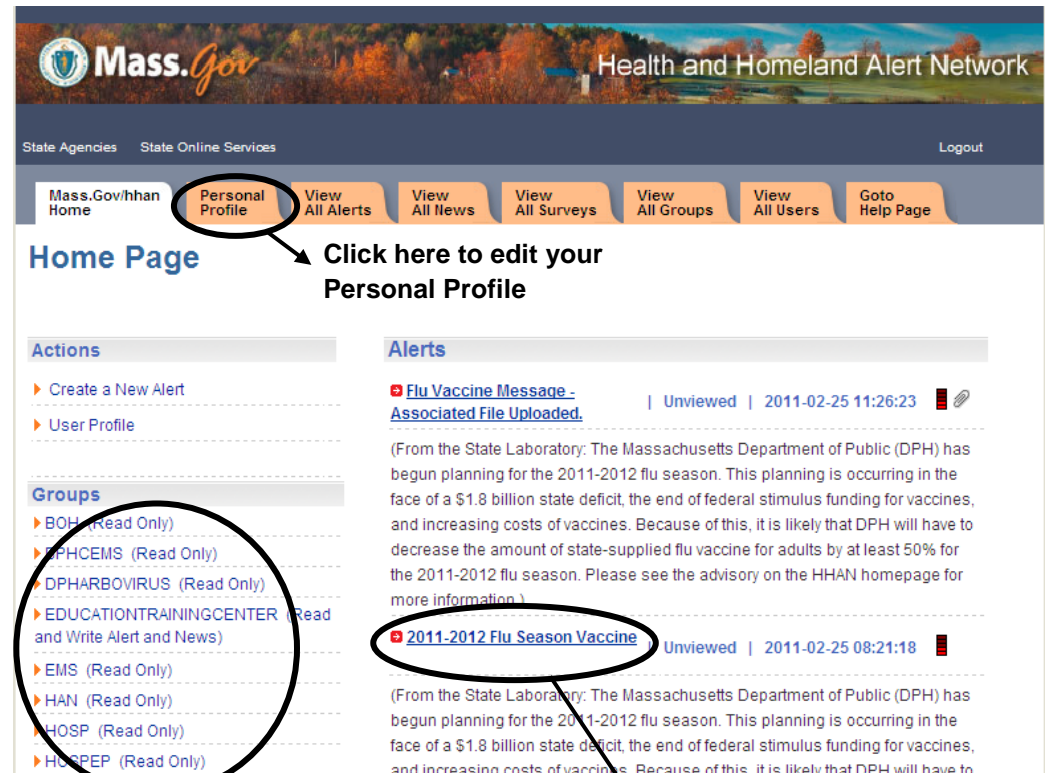 Mass.Gov
Health and Homeland Alert Network
State Agencies State Online Services Logout
Mass.Gov/hhan Home
Personal Profile
View All Alerts
View All News
View All Surveys
View All Groups
View All Users
Goto Help Page
Home Page
Click here to edit your
Personal Profile
Actions
Create a New Alert
User Profile
Groups
BOH (Read Only)
BPHCEMS (Read Only)
DPHARBOVIRUS (Read Only)
EDUCATIONTRAININGCENTER (Read
and Write Alert and News)
EMS (Read Only)
HAN (Read Only)
HOSP (Read Only)
HOSPEP (Read Only)
Alerts
Flu Vaccine Message -
Associated File Uploaded. | Unviewed | 2011-02-25 11:26:23
(From the State Laboratory: The Massachusetts Department of Public (DPH) has
begun planning for the 2011-2012 flu season. This planning is occurring in the
face of a $1.8 billion state deficit, the end of federal stimulus funding for vaccines,
and increasing costs of vaccines. Because of this, it is likely that DPH will have to
decrease the amount of state-supplied flu vaccine for adults by at least 50% for
the 2011-2012 flu season. Please see the advisory on the HHAN homepage for
more information.)
2011-2012 Flu Season Vaccine | Unviewed | 2011-02-25 08:21:18
(From the State Laboratory: The Massachusetts Department of Public (DPH) has
begun planning for the 2011-2012 flu season. This planning is occurring in the
face of a $1.8 billion state deficit, the end of federal stimulus funding for vaccines,
and increasing costs of vaccines. Because of this, it is likely that DPH will have to